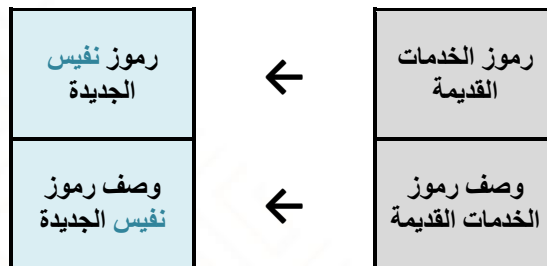 رموز الخدمات
القديمة
←
رموز نفيس
الجديدة
وصف رموز
الخدمات القديمة
←
وصف رموز
نفيس الجديدة